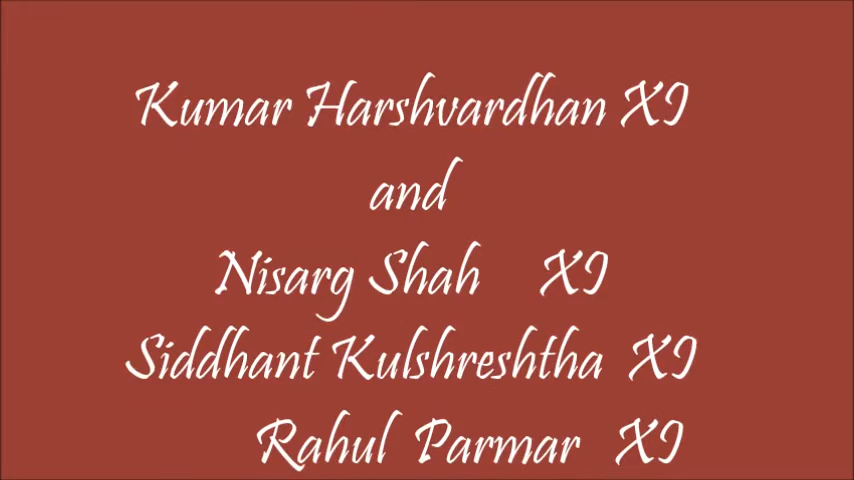 Kumar Harshvardhan XI
and
Nisarg Shah XI
Siddhant Kulshreshtha XI
Rahul Parmar XI